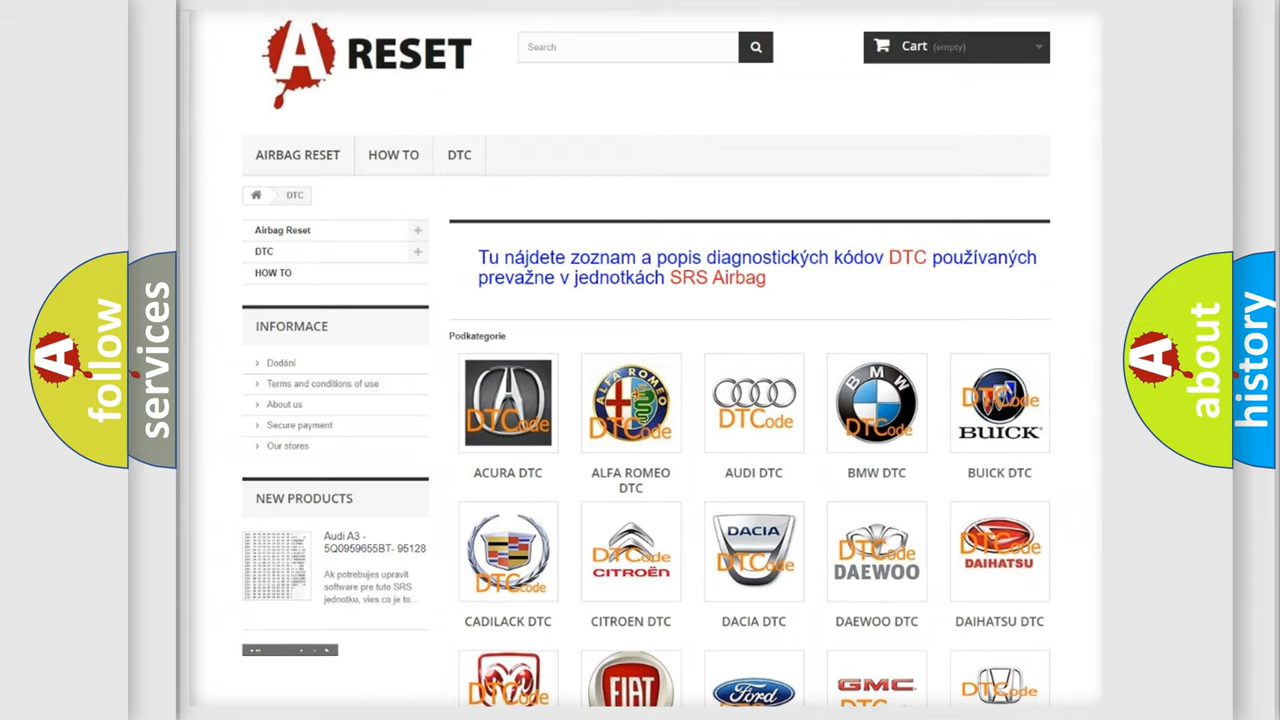 A RESET
Search
Cart (empty)
AIRBAG RESET
HOW TO
DTC
DTC
Airbag Reset
DTC
HOW TO
Tu nájdete zoznam a popis diagnostických kódov DTC používaných
prevažne v jednotkách SRS Airbag
INFORMACE
Dodání
Terms and conditions of use
About us
Secure payment
Our stores
NEW PRODUCTS
Audi A3 -
5Q0959655BT- 95128
Ak potrebujes upravit
software pre tuto SRS
jednotku, vies co je to...
Podkategorie
DTCode
ALFA ROMEO
DTCode
DTCode
BMW
DTCode
DTCode
BUICK
ACURA DTC
ALFA ROMEO
DTC
AUDI DTC
BMW DTC
BUICK DTC
DTCode
DTCode
CITROËN
DACIA
DTCode
DTCode
DAEWOO
DTCode
DAIHATSU
CADILACK DTC
CITROEN DTC
DACIA DTC
DAEWOO DTC
DAIHATSU DTC
DTCode
FIAT
Ford
GMC
DTCode
A follow
services
A about
history